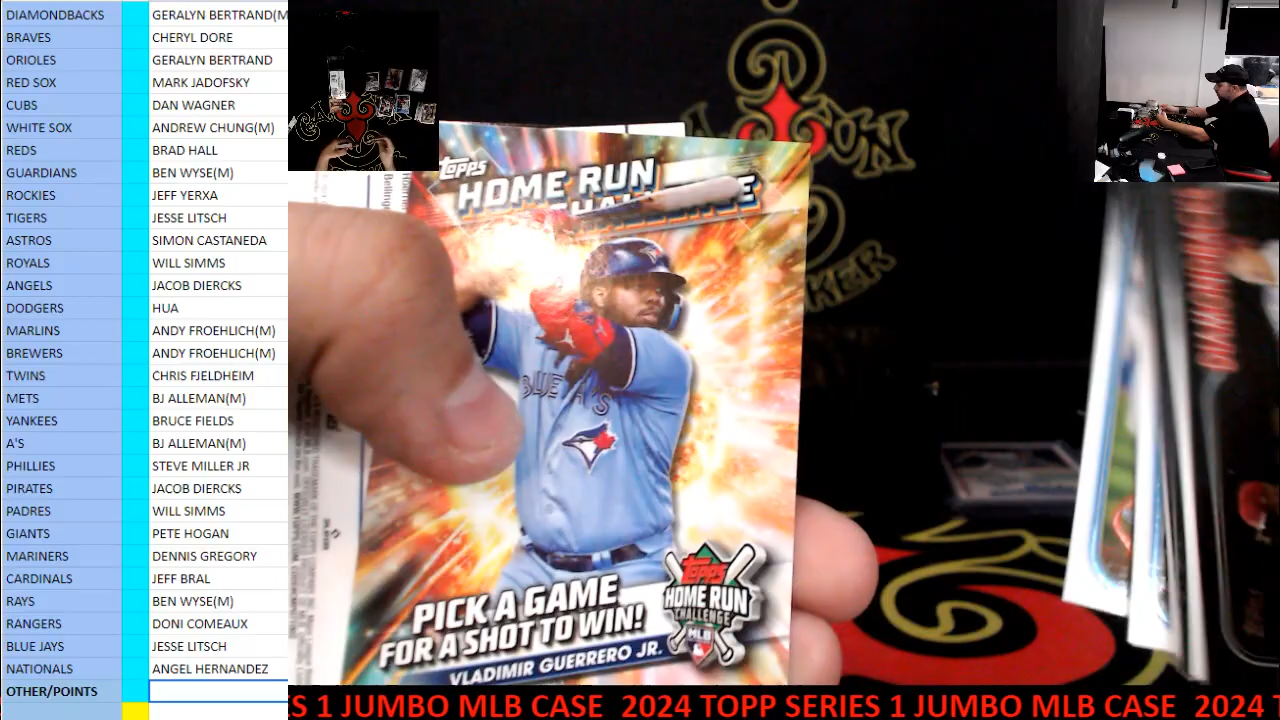 DIAMONDBACKS GERALYN BERTRAND(M
BRAVES CHERYL DORE
ORIOLES GERALYN BERTRAND
RED SOX MARK JADOFSKY
CUBS DAN WAGNER
WHITE SOX ANDREW CHUNG(M)
REDS BRAD HALL
GUARDIANS BEN WYSE(M)
ROCKIES JEFF YERXA
TIGERS JESSE LITSCH
ASTROS SIMON CASTANEDA
ROYALS WILL SIMMS
ANGELS JACOB DIERCKS
DODGERS HUA
MARLINS ANDY FROEHLICH(M)
BREWERS ANDY FROEHLICH(M)
TWINS CHRIS FJELDHEIM
METS BJ ALLEMAN(M)
YANKEES BRUCE FIELDS
A'S BJ ALLEMAN(M)
PHILLIES STEVE MILLER JR
PIRATES JACOB DIERCKS
PADRES WILL SIMMS
GIANTS PETE HOGAN
MARINERS DENNIS GREGORY
CARDINALS JEFF BRAL
RAYS BEN WYSE(M)
RANGERS DONI COMEAUX
BLUE JAYS JESSE LITSCH
NATIONALS ANGEL HERNANDEZ
OTHER/POINTS
Topps
HOME RUN
PICK A GAME
FOR A SHOT TO WIN!
VLADIMIR GUERRERO JR.
Topps
HOME RUN
CHALLENGE
MLB
ES 1 JUMBO MLB CASE 2024 TOPP SERIES 1 JUMBO MLB CASE 2024 T